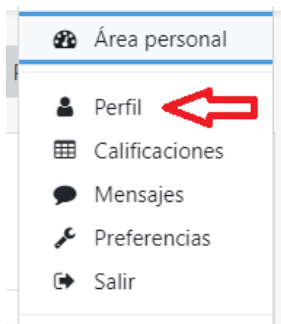 Área personal
Perfil
Calificaciones
Mensajes
Preferencias
Salir